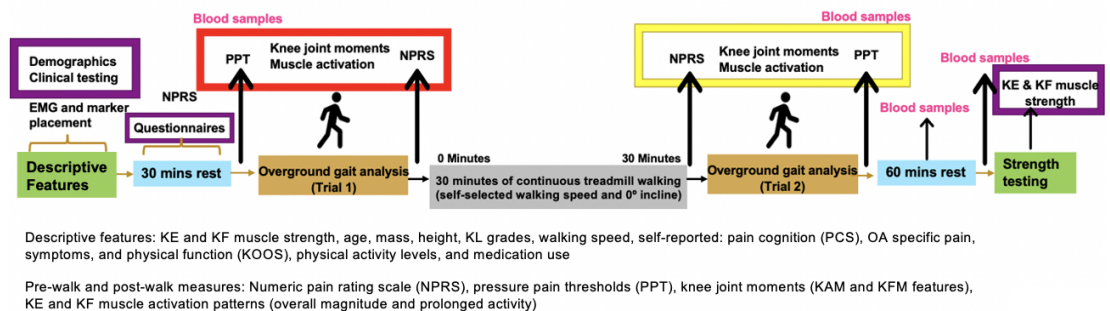 Blood samples
Blood samples
Demographics
Clinical testing
PPT
Knee joint moments
Muscle activation
NPRS
NPRS
Knee joint moments
Muscle activation
PPT
Blood samples
KE & KF muscle
strength
EMG and marker
placement
NPRS
Questionnaires
Blood samples
0 Minutes
30 Minutes
Descriptive
Features
30 mins rest
Overground gait analysis
(Trial 1)
30 minutes of continuous treadmill walking
(self-selected walking speed and 0º incline)
Overground gait analysis
(Trial 2)
60 mins rest
Strength
testing
Descriptive features: KE and KF muscle strength, age, mass, height, KL grades, walking speed, self-reported: pain cognition (PCS), OA specific pain,
symptoms, and physical function (KOOS), physical activity levels, and medication use
Pre-walk and post-walk measures: Numeric pain rating scale (NPRS), pressure pain thresholds (PPT), knee joint moments (KAM and KFM features),
KE and KF muscle activation patterns (overall magnitude and prolonged activity)